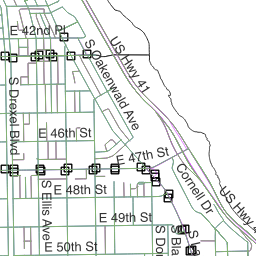 E 42nd Pl
S Oakenwald Ave
US Hwy 41
S Drexel Blvd
E 46th St
E 47th St
Cornell Dr
US Hwy
E 48th St
S Ellis Ave
E 49th St
E 50th St